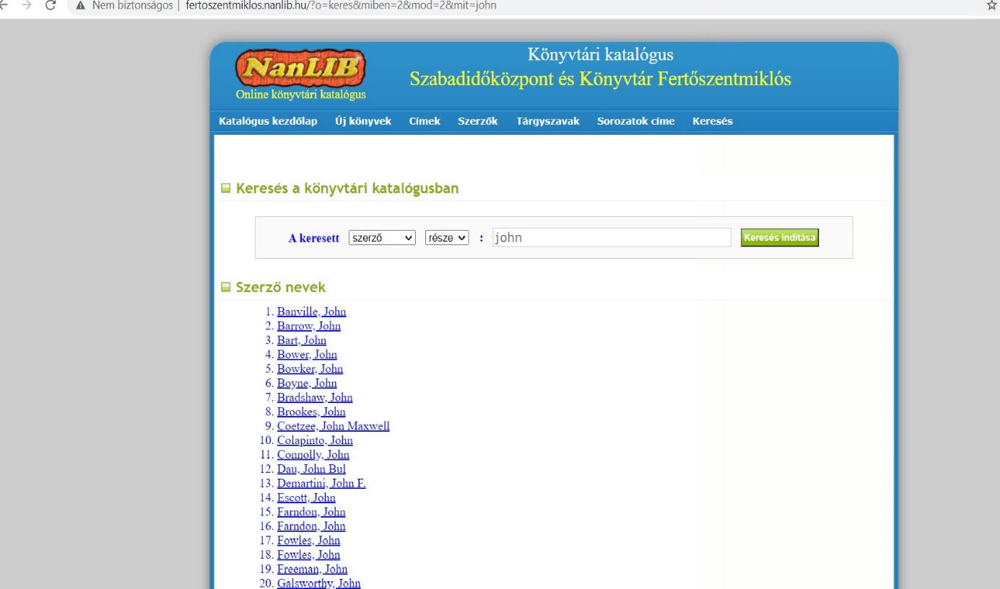 Nem biztonságos | fertoszentmiklos.nanlib.hu/?o=keres&miben=2&mod=2&mit=john
NanLIB
Online könyvtári katalógus
Könyvtári katalógus
Szabadidőközpont és Könyvtár Fertőszentmiklós
Katalógus kezdőlap Új könyvek Címek Szerzők Tárgyszavak Sorozatok címe Keresés
Keresés a könyvtári katalógusban
A keresett szerző része : john Keresés indítása
Szerző nevek
1. Banville, John
2. Barrow, John
3. Bart, John
4. Bower, John
5. Bowker, John
6. Boyne, John
7. Bradshaw, John
8. Brookes, John
9. Coetzee, John Maxwell
10. Colapinto, John
11. Connolly, John
12. Dau, John Bul
13. Demartini, John F.
14. Escott, John
15. Farndon, John
16. Farndon, John
17. Fowles, John
18. Fowles, John
19. Freeman, John
20. Galsworthy, John